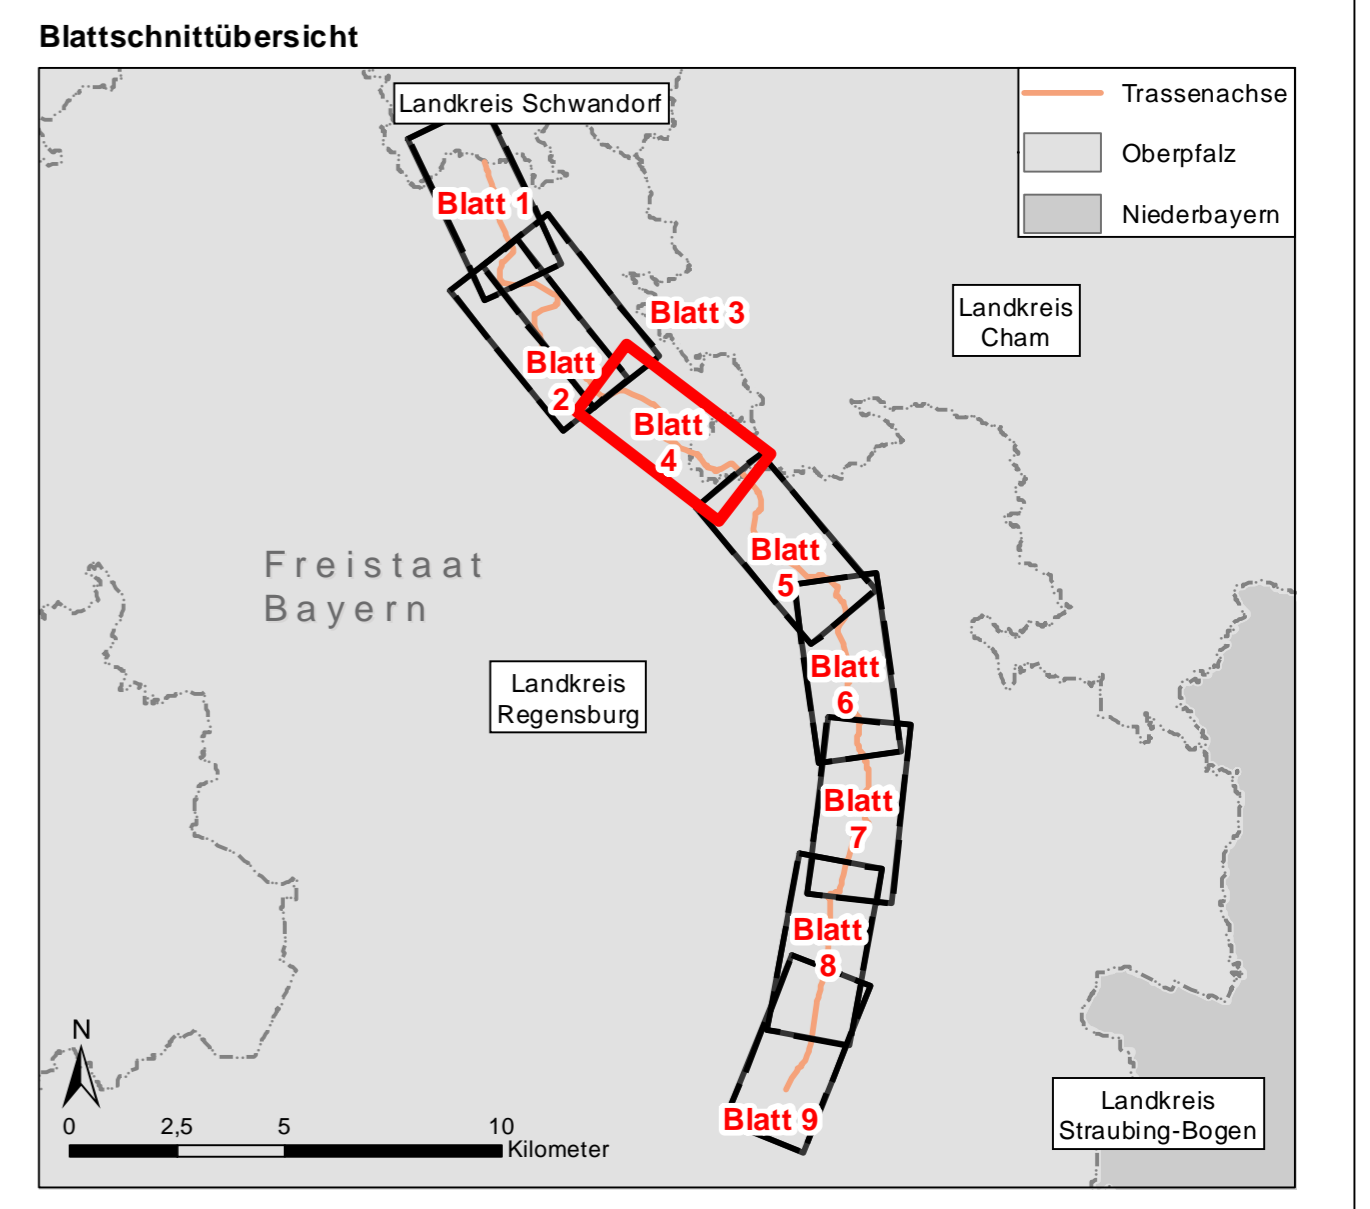 Blattschnittübersicht
Landkreis Schwandorf
Trassenachse
Oberpfalz
Niederbayern
Blatt 1
Landkreis
Cham
Blatt 3
Blatt
2
Blatt
4
Freistaat
Bayern
Blatt
5
Landkreis
Regensburg
Blatt
6
Blatt
7
Blatt
8
N
Landkreis
Straubing-Bogen
Blatt 9
0 2,5 5 10
Kilometer